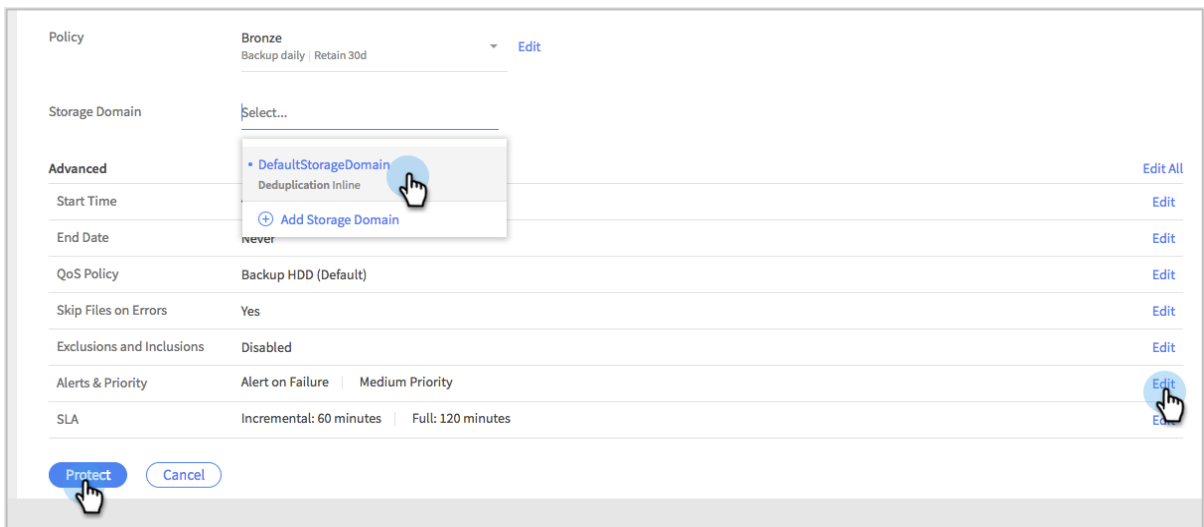 Policy
Bronze
Edit
Backup daily | Retain 30d
Storage Domain
Select...
DefaultStorageDomain
Deduplication Inline
Add Storage Domain
Advanced
Edit All
Start Time
Edit
End Date
Never
Edit
QoS Policy
Backup HDD (Default)
Edit
Skip Files on Errors
Yes
Edit
Exclusions and Inclusions
Disabled
Edit
Alerts & Priority
Alert on Failure | Medium Priority
Edit
SLA
Incremental: 60 minutes | Full: 120 minutes
Edit
Protect
Cancel